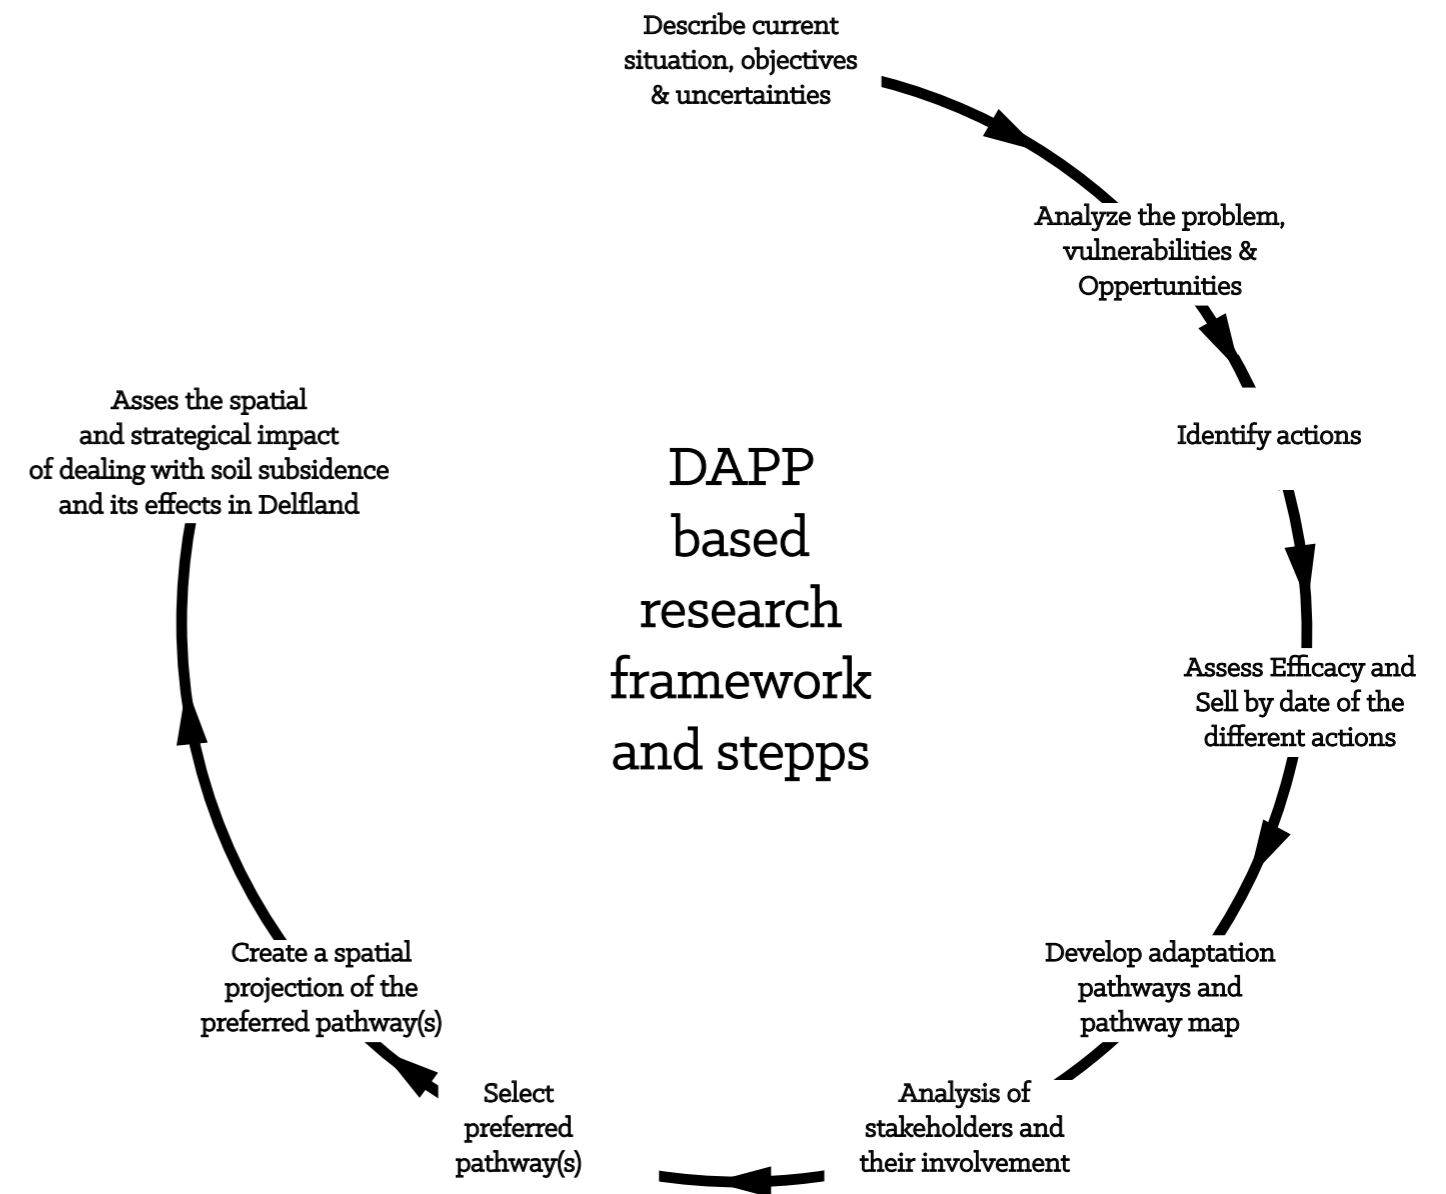 Describe current
situation, objectives
& uncertainties
Analyze the problem,
vulnerabilities &
Oppertunities
Identify actions
Assess Efficacy and
Sell by date of the
different actions
Develop adaptation
pathways and
pathway map
Analysis of
stakeholders and
their involvement
Select
preferred
pathway(s)
Create a spatial
projection of the
preferred pathway(s)
Asses the spatial
and strategical impact
of dealing with soil subsidence
and its effects in Delfland
DAPP
based
research
framework
and stepps